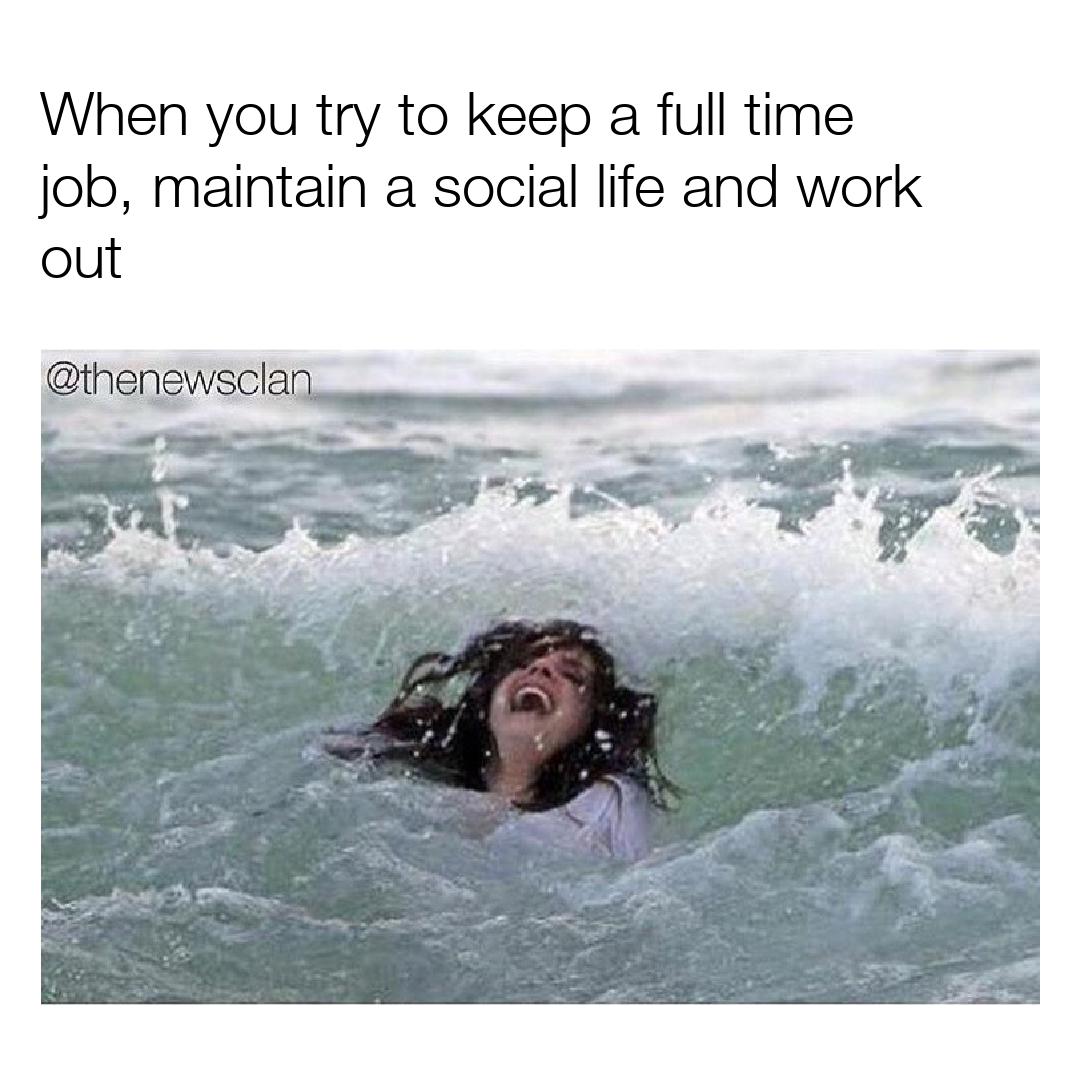 When you try to keep a full time
job, maintain a social life and work
out
@thenewsclan